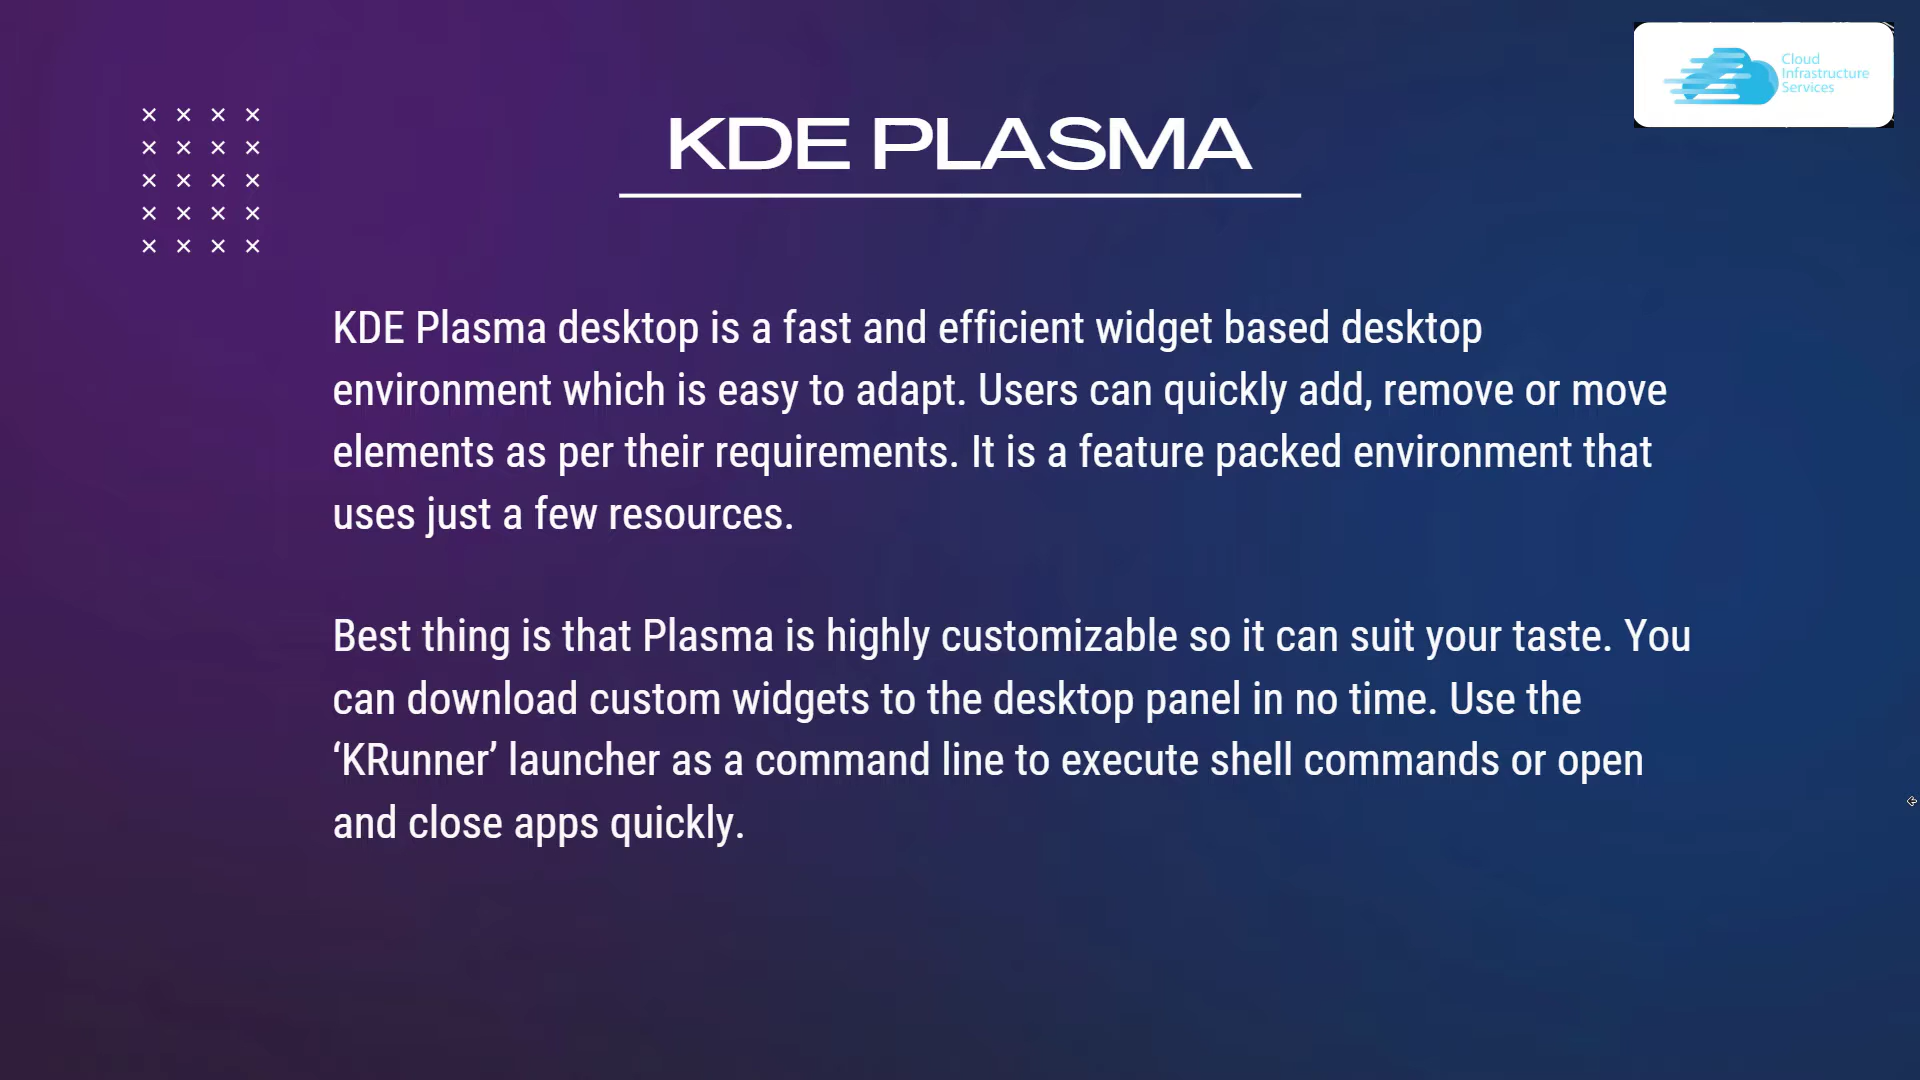 Cloud
Infrastructure
Services
KDE PLASMA
KDE Plasma desktop is a fast and efficient widget based desktop
environment which is easy to adapt. Users can quickly add, remove or move
elements as per their requirements. It is a feature packed environment that
uses just a few resources.
Best thing is that Plasma is highly customizable so it can suit your taste. You
can download custom widgets to the desktop panel in no time. Use the
‘KRunner’ launcher as a command line to execute shell commands or open
and close apps quickly.